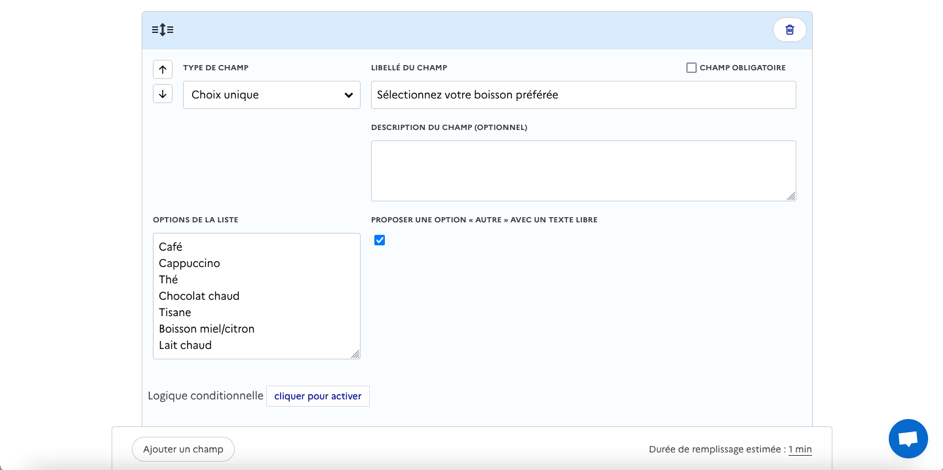 TYPE DE CHAMP
LIBELLÉ DU CHAMP
CHAMP OBLIGATOIRE
Choix unique
Sélectionnez votre boisson préférée
DESCRIPTION DU CHAMP (OPTIONNEL)
OPTIONS DE LA LISTE
PROPOSER UNE OPTION « AUTRE » AVEC UN TEXTE LIBRE
Café
Cappuccino
Thé
Chocolat chaud
Tisane
Boisson miel/citron
Lait chaud
Logique conditionnelle cliquer pour activer
Ajouter un champ
Durée de remplissage estimée : 1 min